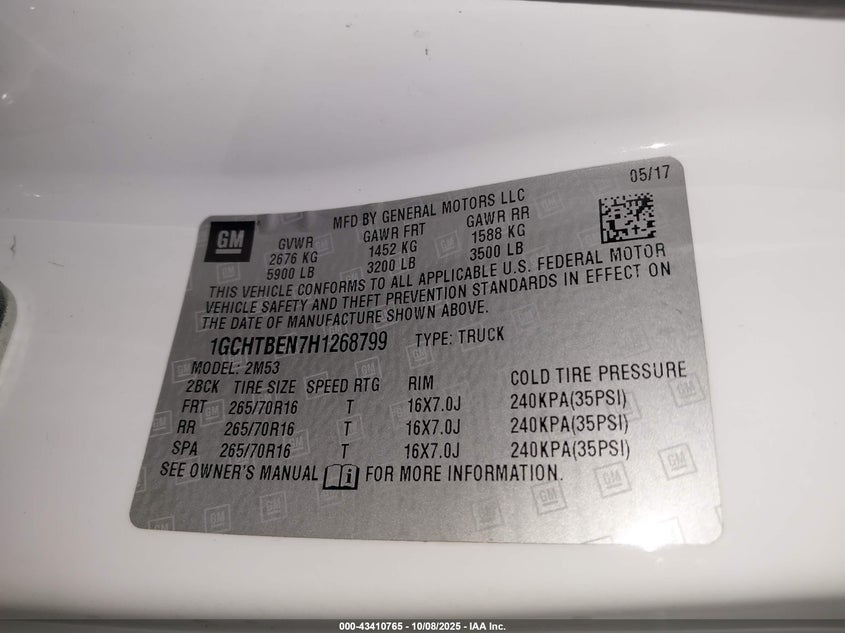 05/17
MFD BY GENERAL MOTORS LLC
GM
GVWR GAWR FRT GAWR RR
2676 KG 1452 KG 1588 KG
5900 LB 3200 LB 3500 LB
THIS VEHICLE CONFORMS TO ALL APPLICABLE U.S. FEDERAL MOTOR
VEHICLE SAFETY AND THEFT PREVENTION STANDARDS IN EFFECT ON
THE DATE OF MANUFACTURE SHOWN ABOVE.
1GCHTBEN7H1268799 TYPE: TRUCK
MODEL: 2M53
2BCK TIRE SIZE SPEED RTG RIM COLD TIRE PRESSURE
FRT 265/70R16 T 16X7.0J 240KPA(35PSI)
RR 265/70R16 T 16X7.0J 240KPA(35PSI)
SPA 265/70R16 T 16X7.0J 240KPA(35PSI)
SEE OWNER'S MANUAL i FOR MORE INFORMATION.
000-43410765 - 10/08/2025 - IAA Inc.